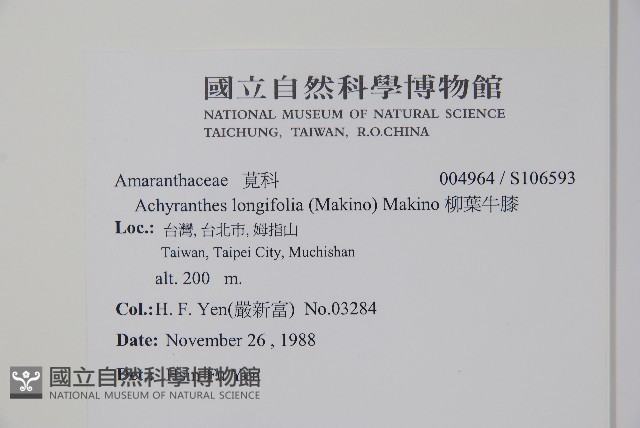 國立自然科學博物館
NATIONAL MUSEUM OF NATURAL SCIENCE
TAICHUNG, TAIWAN, R.O.CHINA
Amaranthaceae 莧科 004964 / S106593
Achyranthes longifolia (Makino) Makino 柳葉牛膝
Loc.: 台灣, 台北市, 姆指山
Taiwan, Taipei City, Muchishan
alt. 200 m.
Col.: H. F. Yen(嚴新富) No.03284
Date: November 26 , 1988
國立自然科學博物館
NATIONAL MUSEUM OF NATURAL SCIENCE